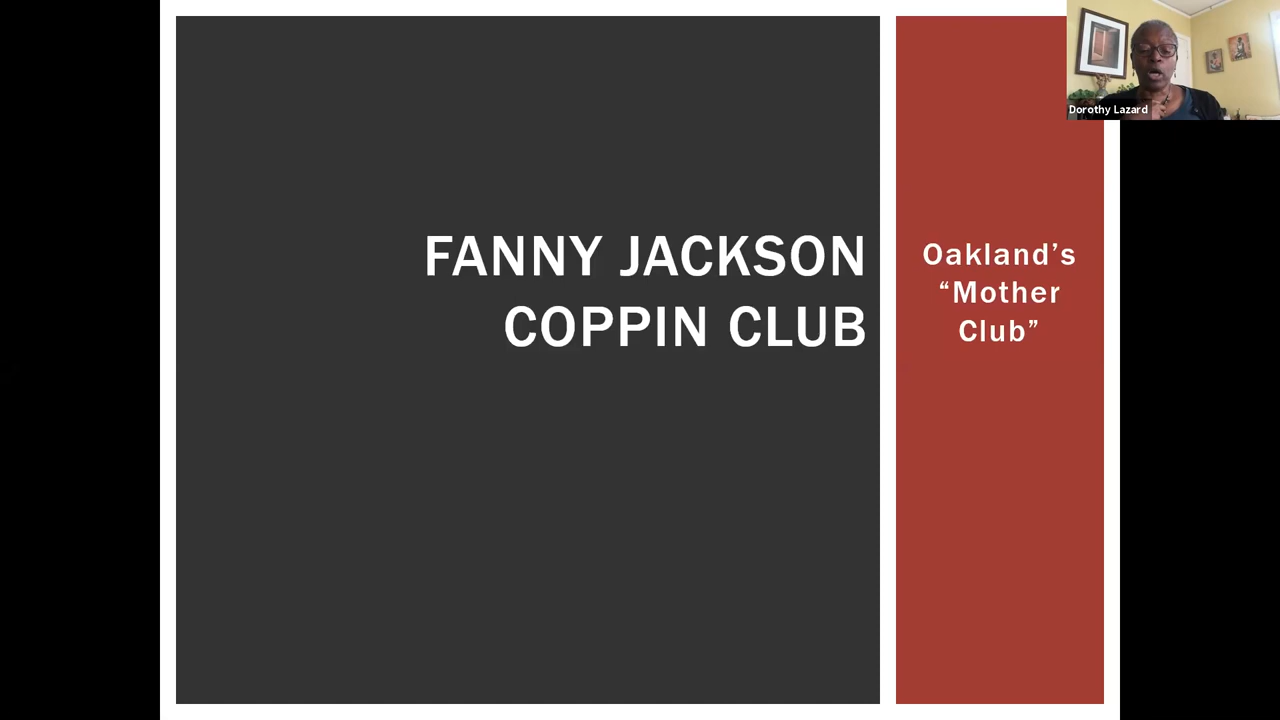 FANNY JACKSON
COPPIN CLUB
Oakland’s
“Mother
Club”
Dorothy Lazard